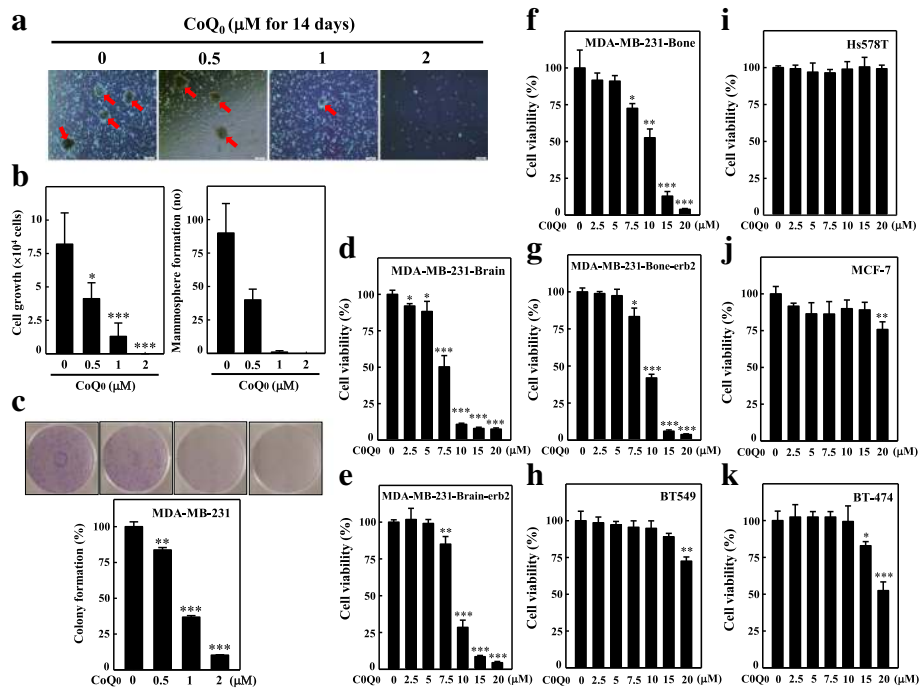 a
CoQ0 (µM for 14 days)
0 0.5 1 2
b
Cell growth (×10⁴ cells)
10
7.5
5
2.5
0
* *** ***
0 0.5 1 2
CoQ0 (µM)
Mammosphere formation (no)
100
75
50
25
0
0 0.5 1 2
CoQ0 (µM)
c
MDA-MB-231
Colony formation (%)
100
75
50
25
0
** *** ***
CoQ0 0 0.5 1 2 (µM)
d
MDA-MB-231-Brain
Cell viability (%)
100
75
50
25
0
* * *** *** *** ***
C0Q0 0 2.5 5 7.5 10 15 20 (µM)
e
MDA-MB-231-Brain-erb2
Cell viability (%)
100
75
50
25
0
** *** *** ***
C0Q0 0 2.5 5 7.5 10 15 20 (µM)
f
MDA-MB-231-Bone
Cell viability (%)
100
75
50
25
0
* ** *** ***
C0Q0 0 2.5 5 7.5 10 15 20 (µM)
g
MDA-MB-231-Bone-erb2
Cell viability (%)
100
75
50
25
0
* *** *** ***
C0Q0 0 2.5 5 7.5 10 15 20 (µM)
h
BT549
Cell viability (%)
100
75
50
25
0
**
C0Q0 0 2.5 5 7.5 10 15 20 (µM)
i
Hs578T
Cell viability (%)
100
75
50
25
0
C0Q0 0 2.5 5 7.5 10 15 20 (µM)
j
MCF-7
Cell viability (%)
100
75
50
25
0
**
C0Q0 0 2.5 5 7.5 10 15 20 (µM)
k
BT-474
Cell viability (%)
100
75
50
25
0
* ***
C0Q0 0 2.5 5 7.5 10 15 20 (µM)